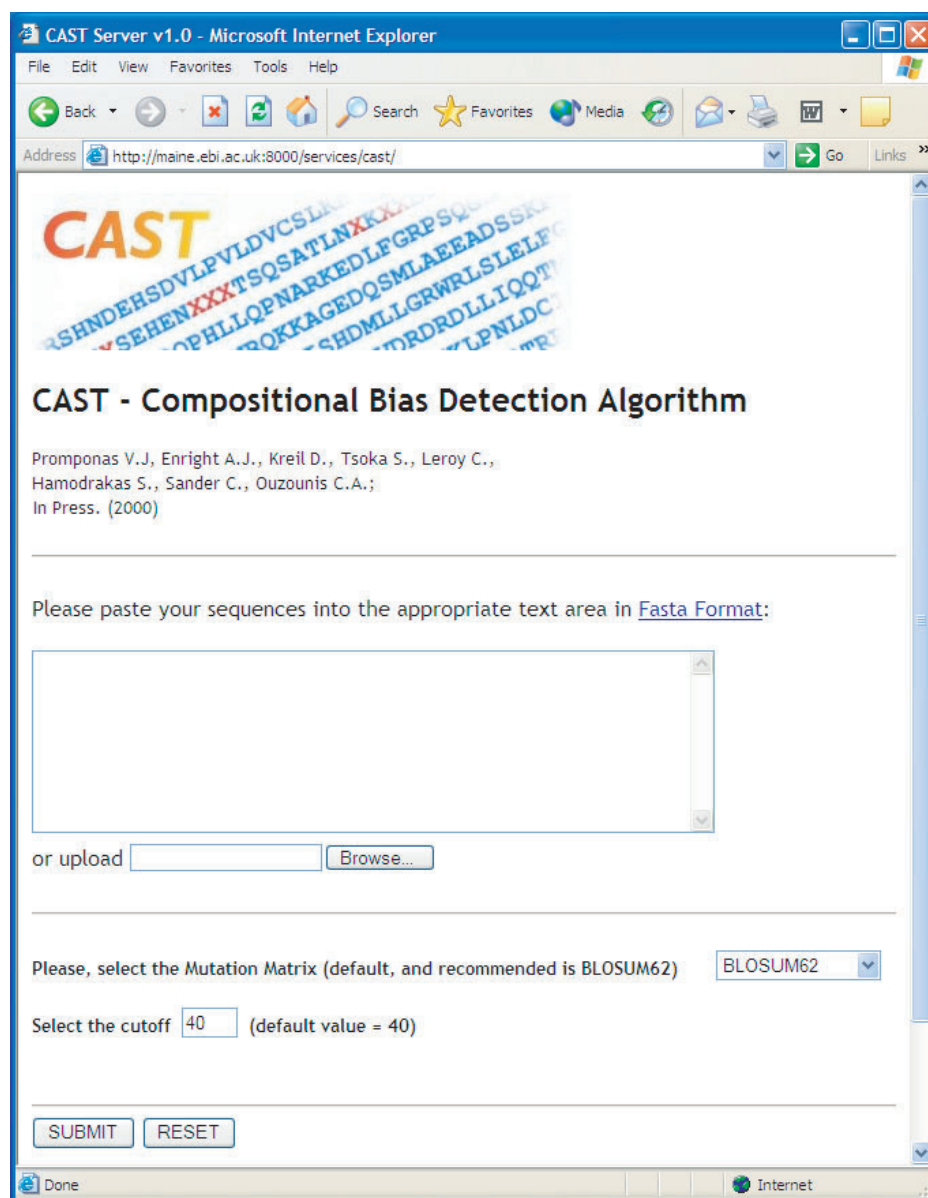 CAST Server v1.0 - Microsoft Internet Explorer
File Edit View Favorites Tools Help
Back Search Favorites Media
Address http://maine.ebi.ac.uk:8000/services/cast/ Go Links »
CAST
CAST - Compositional Bias Detection Algorithm
Promponas V.J, Enright A.J., Kreil D., Tsoka S., Leroy C.,
Hamodrakas S., Sander C., Ouzounis C.A.;
In Press. (2000)
Please paste your sequences into the appropriate text area in Fasta Format:
or upload Browse...
Please, select the Mutation Matrix (default, and recommended is BLOSUM62) BLOSUM62
Select the cutoff 40 (default value = 40)
SUBMIT RESET
Done Internet